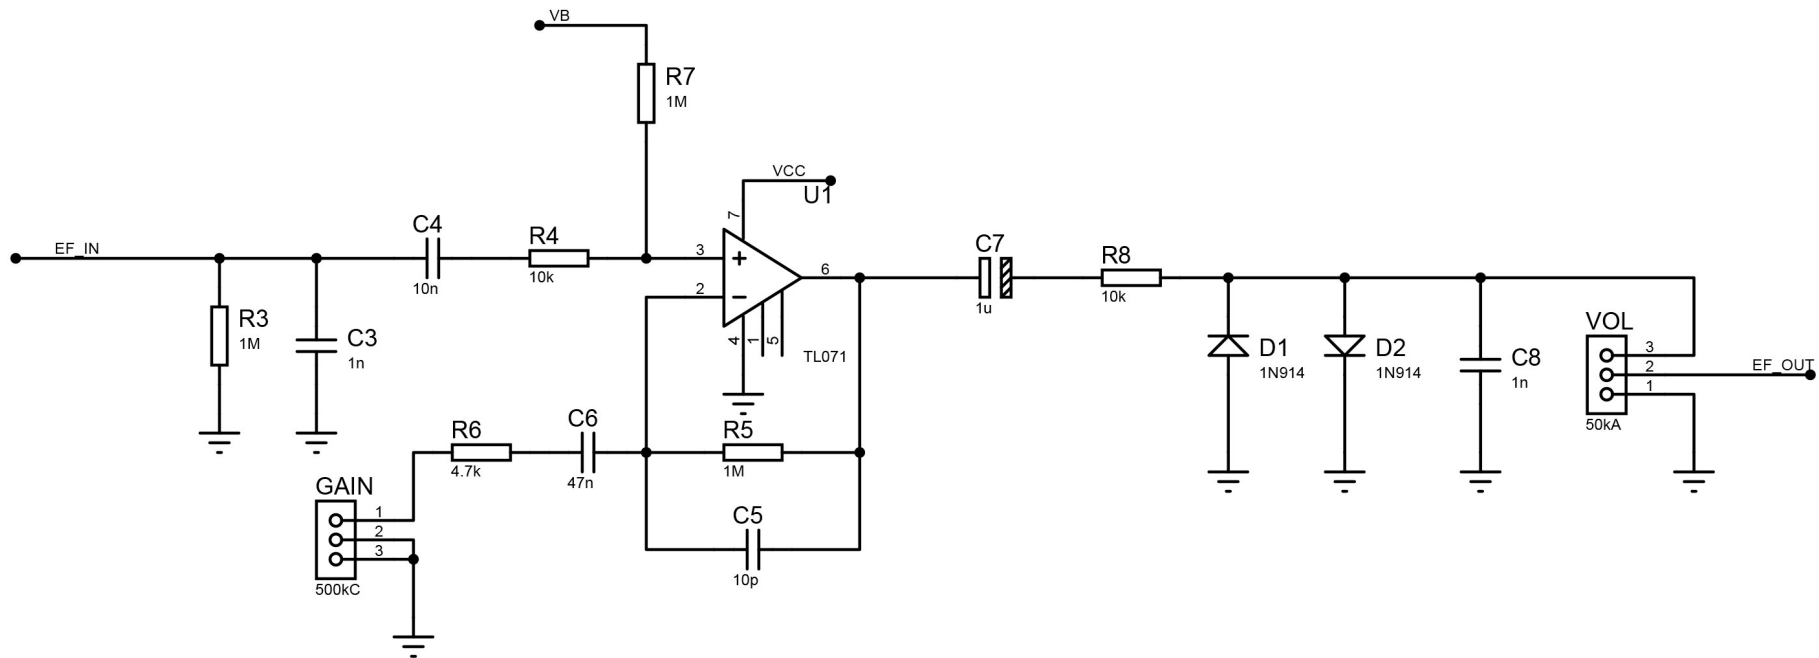 VB
R7
1M
VCC
U1
7
EF_IN
C4
10n
R4
10k
3
+
2
−
6
4
1
5
TL071
C7
1u
R8
10k
R3
1M
C3
1n
D1
1N914
D2
1N914
C8
1n
VOL
3
2
1
50kA
EF_OUT
R6
4.7k
C6
47n
R5
1M
GAIN
1
2
3
500kC
C5
10p